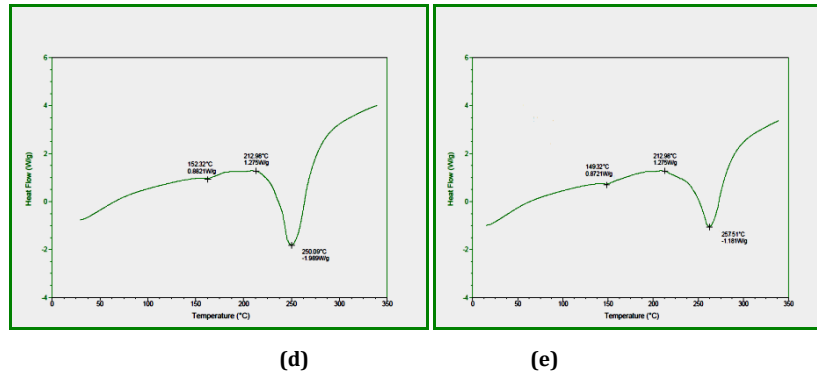 6
4
2
0
-2
-4
Heat Flow (W/g)
152.32°C
0.8621W/g
212.98°C
1.275W/g
250.09°C
-1.989W/g
0
50
100
150
200
250
300
350
Temperature (°C)
6
4
2
0
-2
-4
Heat Flow (W/g)
149.32°C
0.8721W/g
212.98°C
1.275W/g
257.51°C
-1.181W/g
0
50
100
150
200
250
300
350
Temperature (°C)
(d)
(e)